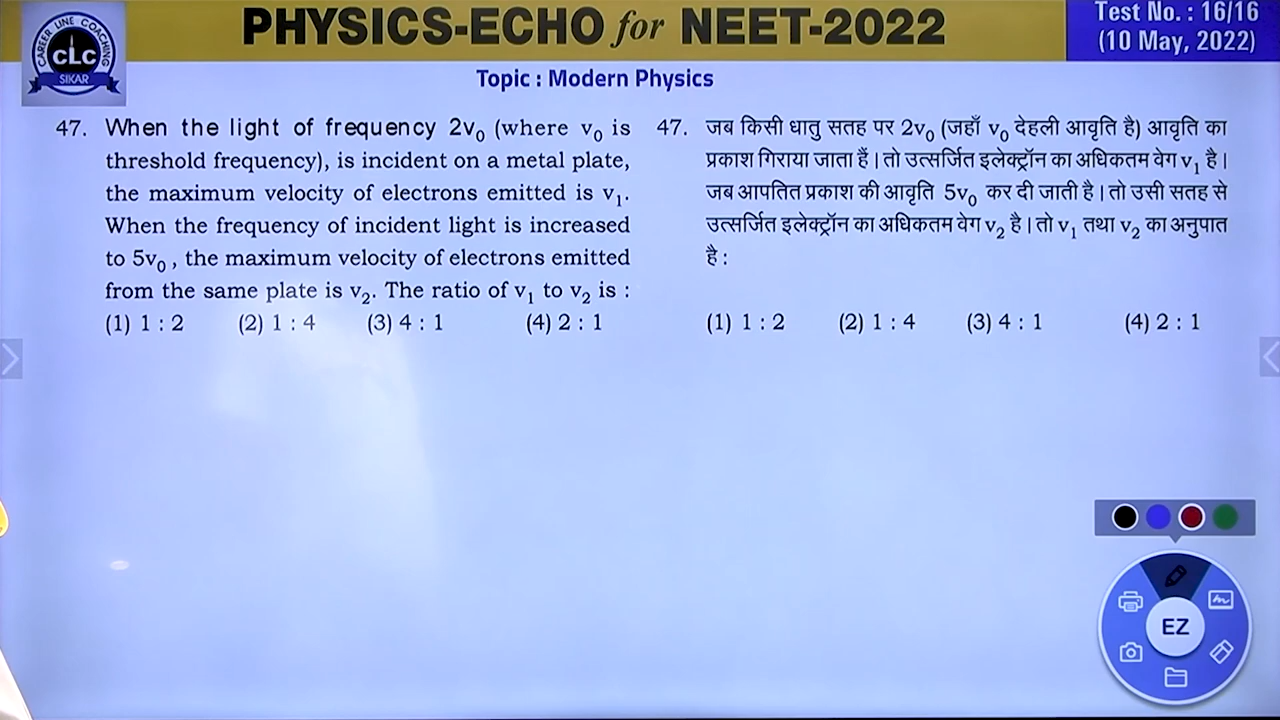 CAREER LINE COACHING
CLC
SIKAR
PHYSICS-ECHO for NEET-2022
Test No. : 16/16
(10 May, 2022)
Topic : Modern Physics
47. When the light of frequency 2v₀ (where v₀ is
threshold frequency), is incident on a metal plate,
the maximum velocity of electrons emitted is v₁.
When the frequency of incident light is increased
to 5v₀ , the maximum velocity of electrons emitted
from the same plate is v₂. The ratio of v₁ to v₂ is :
(1) 1 : 2 (2) 1 : 4 (3) 4 : 1 (4) 2 : 1
47. जब किसी धातु सतह पर 2v₀ (जहाँ v₀ देहली आवृति है) आवृति का
प्रकाश गिराया जाता हैं। तो उत्सर्जित इलेक्ट्रॉन का अधिकतम वेग v₁ है।
जब आपतित प्रकाश की आवृति 5v₀ कर दी जाती है। तो उसी सतह से
उत्सर्जित इलेक्ट्रॉन का अधिकतम वेग v₂ है। तो v₁ तथा v₂ का अनुपात
है :
(1) 1 : 2 (2) 1 : 4 (3) 4 : 1 (4) 2 : 1
EZ